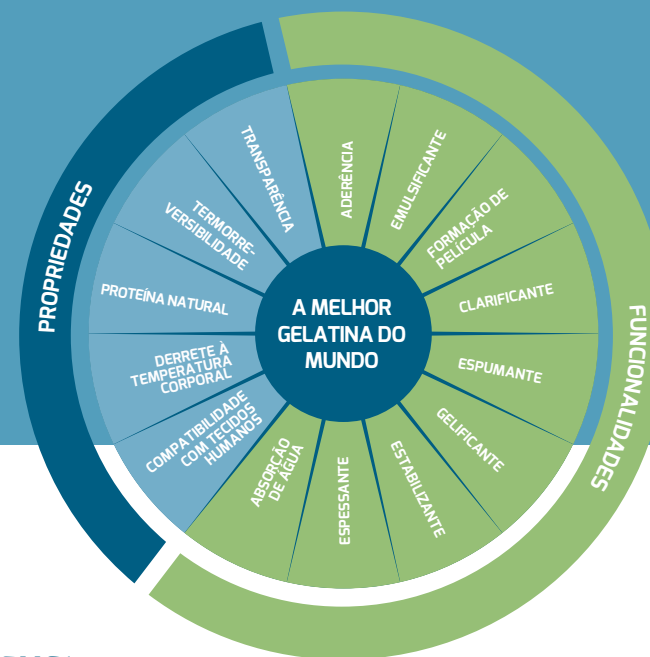 PROPRIEDADES
FUNCIONALIDADES
A MELHOR
GELATINA DO
MUNDO
TRANSPARÊNCIA
TERMORRE-
VERSIBILIDADE
PROTEÍNA NATURAL
DERRETE À
TEMPERATURA
CORPORAL
COMPATIBILIDADE
COM TECIDOS
HUMANOS
ADERÊNCIA
EMULSIFICANTE
FORMAÇÃO DE
PELÍCULA
CLARIFICANTE
ESPUMANTE
GELIFICANTE
ESTABILIZANTE
ESPESSANTE
ABSORÇÃO
DE ÁGUA